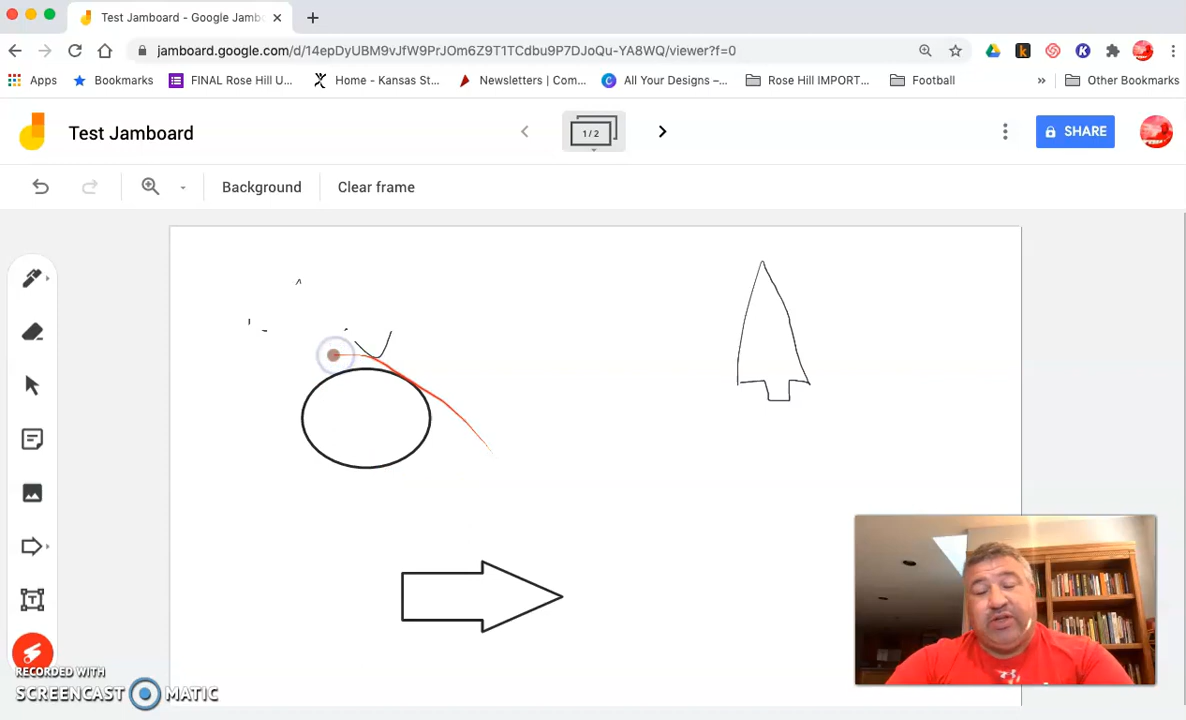 Test Jamboard - Google Jambo
jamboard.google.com/d/14epDyUBM9vJfW9PrJOm6Z9T1TCdbu9P7DJoQu-YA8WQ/viewer?f=0
Apps Bookmarks FINAL Rose Hill U... Home - Kansas St... Newsletters | Com... All Your Designs –... Rose Hill IMPORT... Football » Other Bookmarks
Test Jamboard 1 / 2 SHARE
Background Clear frame
T
RECORDED WITH
SCREENCAST MATIC